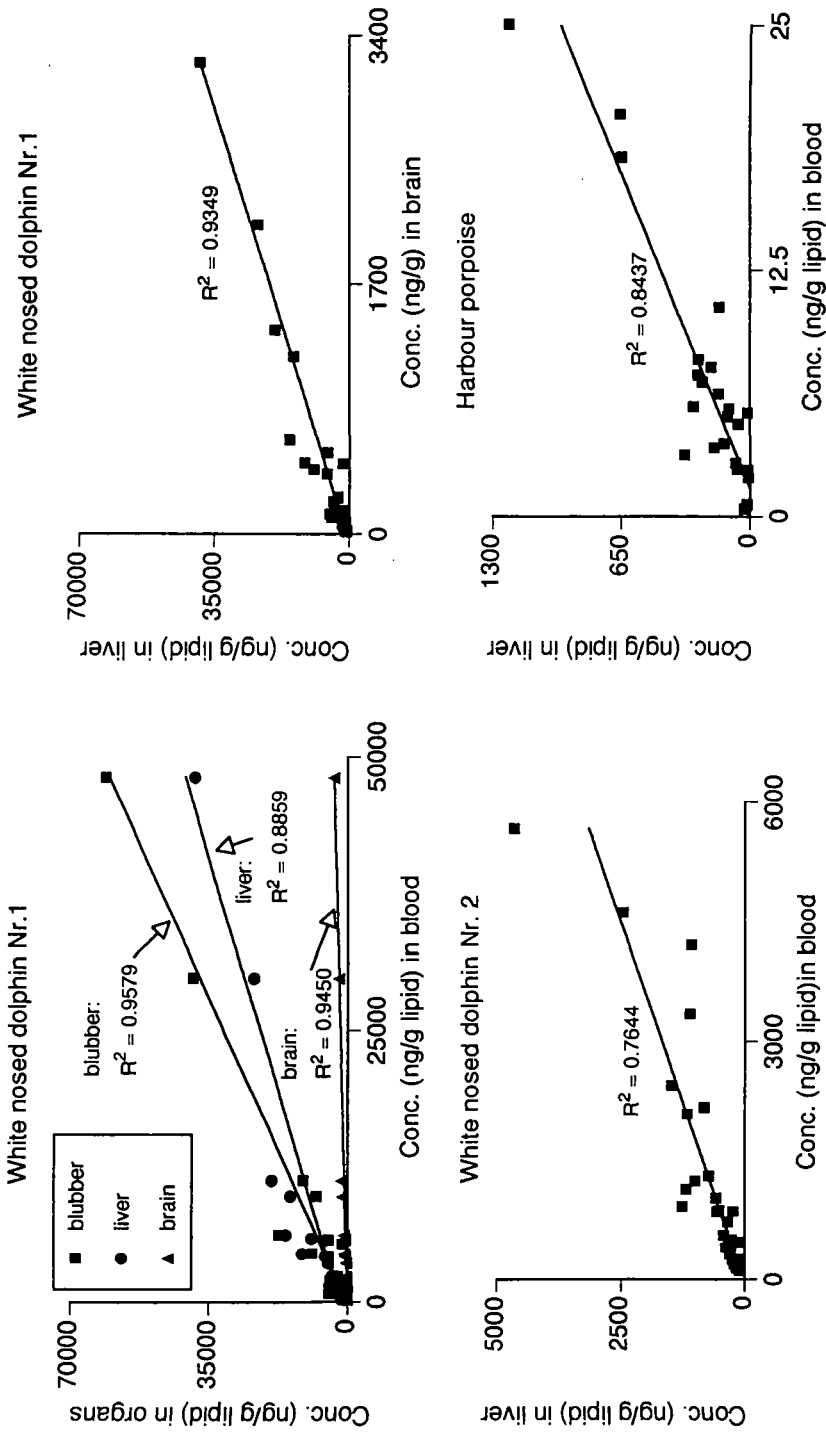 White nosed dolphin Nr.1
70000
35000
0
Conc. (ng/g lipid) in organs
blubber
liver
brain
blubber:
R² = 0.9579
liver:
R² = 0.8859
brain:
R² = 0.9450
0
25000
50000
Conc. (ng/g lipid) in blood
White nosed dolphin Nr.1
70000
35000
0
Conc. (ng/g lipid) in liver
R² = 0.9349
0
1700
3400
Conc. (ng/g) in brain
White nosed dolphin Nr. 2
5000
2500
0
Conc. (ng/g lipid) in liver
R² = 0.7644
0
3000
6000
Conc. (ng/g lipid)in blood
Harbour porpoise
1300
650
0
Conc. (ng/g lipid) in liver
R² = 0.8437
0
12.5
25
Conc. (ng/g lipid) in blood